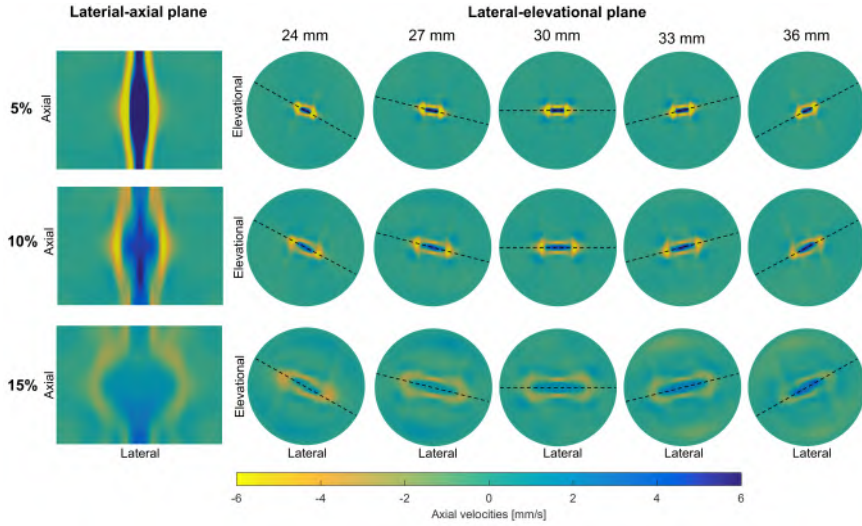 Laterial-axial plane
Lateral-elevational plane
24 mm
27 mm
30 mm
33 mm
36 mm
5%
Axial
Elevational
10%
Axial
Elevational
15%
Axial
Elevational
Lateral
Lateral
Lateral
Lateral
Lateral
Lateral
-6
-4
-2
0
2
4
6
Axial velocities [mm/s]